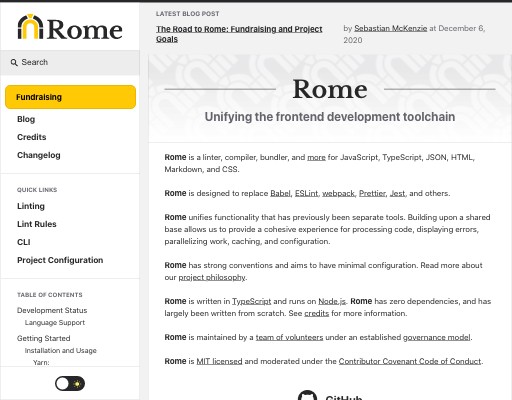 Rome
Search
Fundraising
Blog
Credits
Changelog
QUICK LINKS
Linting
Lint Rules
CLI
Project Configuration
TABLE OF CONTENTS
Development Status
Language Support
Getting Started
Installation and Usage
Yarn:
LATEST BLOG POST
The Road to Rome: Fundraising and Project
Goals
by Sebastian McKenzie at December 6,
2020
Rome
Unifying the frontend development toolchain
Rome is a linter, compiler, bundler, and more for JavaScript, TypeScript, JSON, HTML,
Markdown, and CSS.
Rome is designed to replace Babel, ESLint, webpack, Prettier, Jest, and others.
Rome unifies functionality that has previously been separate tools. Building upon a shared
base allows us to provide a cohesive experience for processing code, displaying errors,
parallelizing work, caching, and configuration.
Rome has strong conventions and aims to have minimal configuration. Read more about
our project philosophy.
Rome is written in TypeScript and runs on Node.js. Rome has zero dependencies, and has
largely been written from scratch. See credits for more information.
Rome is maintained by a team of volunteers under an established governance model.
Rome is MIT licensed and moderated under the Contributor Covenant Code of Conduct.
GitHub